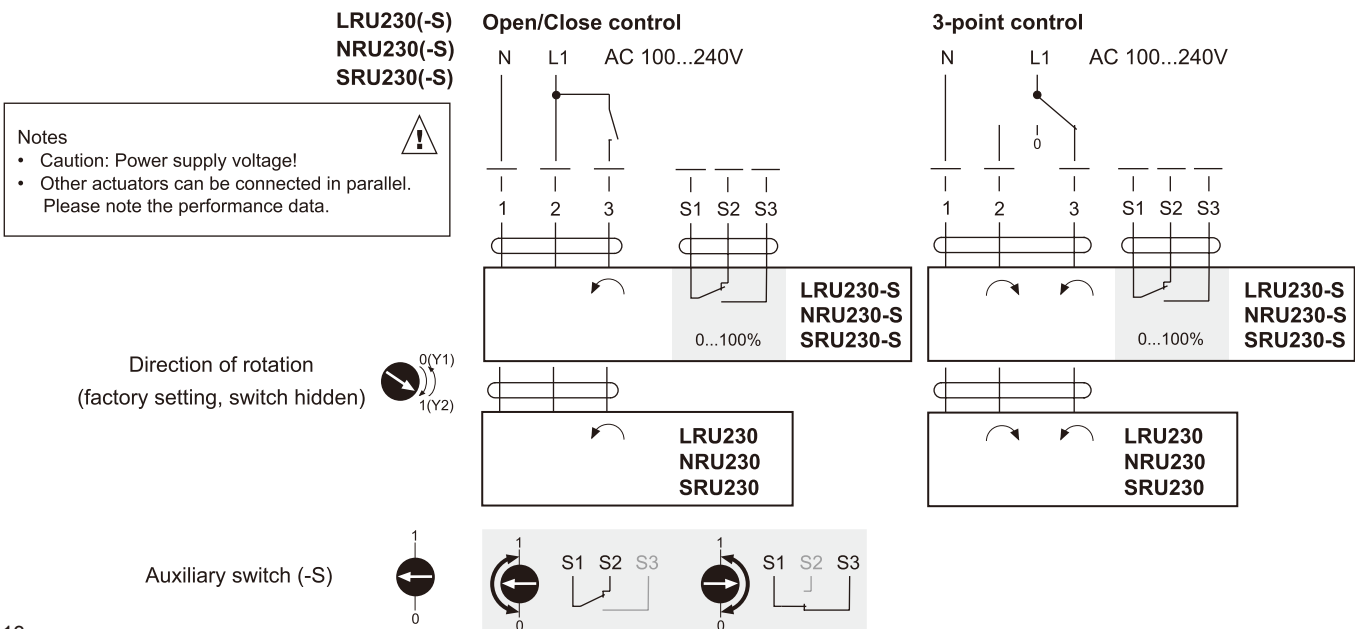 LRU230(-S)
NRU230(-S)
SRU230(-S)
Notes
• Caution: Power supply voltage!
• Other actuators can be connected in parallel.
Please note the performance data.
Open/Close control
N L1 AC 100...240V
1 2 3 S1 S2 S3
LRU230-S
NRU230-S
SRU230-S
0...100%
LRU230
NRU230
SRU230
3-point control
N L1 AC 100...240V
0
1 2 3 S1 S2 S3
LRU230-S
NRU230-S
SRU230-S
0...100%
LRU230
NRU230
SRU230
Direction of rotation
(factory setting, switch hidden)
0(Y1)
1(Y2)
Auxiliary switch (-S)
1
0
1
0
S1 S2 S3
1
0
S1 S2 S3